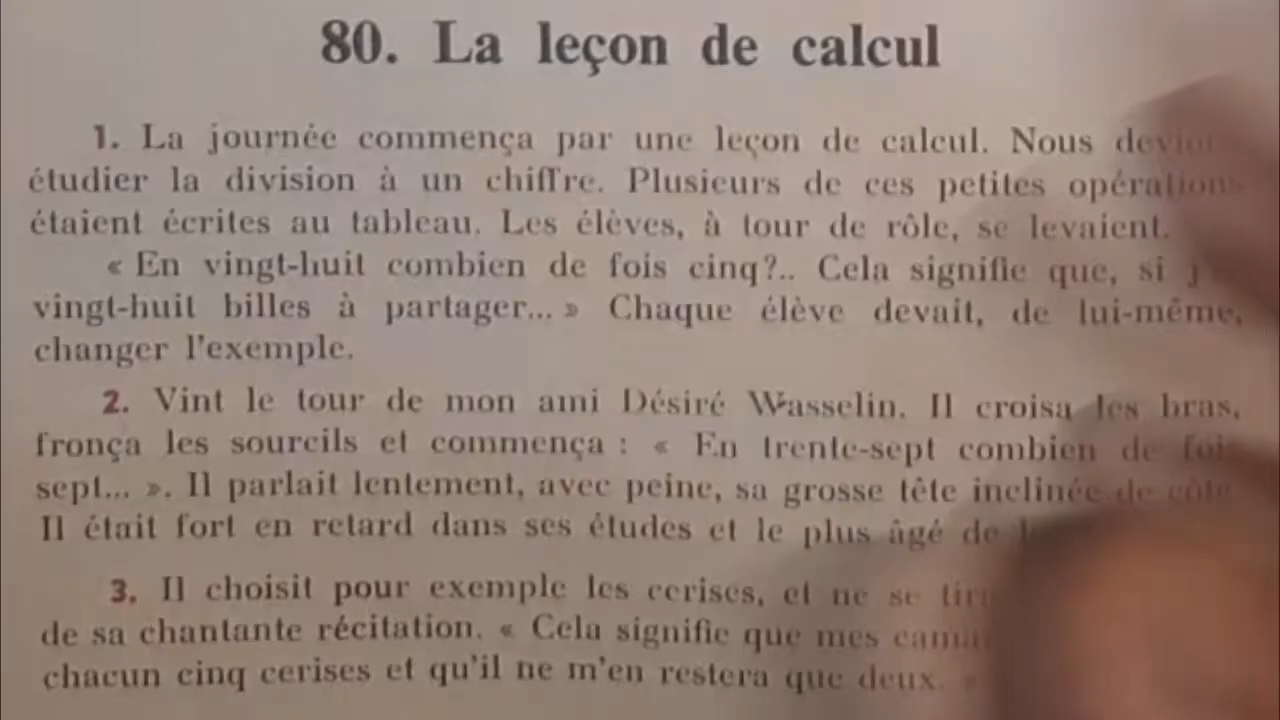 80. La leçon de calcul
1. La journée commença par une leçon de calcul. Nous
étudier la division à un chiffre. Plusieurs de ces petites opérations
étaient écrites au tableau. Les élèves, à tour de rôle, se levaient.
« En vingt-huit combien de fois cinq?.. Cela signifie que, si
vingt-huit billes à partager... » Chaque élève devait, de lui-même,
changer l'exemple.
2. Vint le tour de mon ami Désiré Wasselin. Il croisa les bras,
fronça les sourcils et commença : « En trente-sept combien de fois
sept... ». Il parlait lentement, avec peine, sa grosse tête inclinée de côté.
Il était fort en retard dans ses études et le plus âgé de
3. Il choisit pour exemple les cerises, et ne se
de sa chantante récitation. « Cela signifie que mes
chacun cinq cerises et qu'il ne m'en restera que deux. »